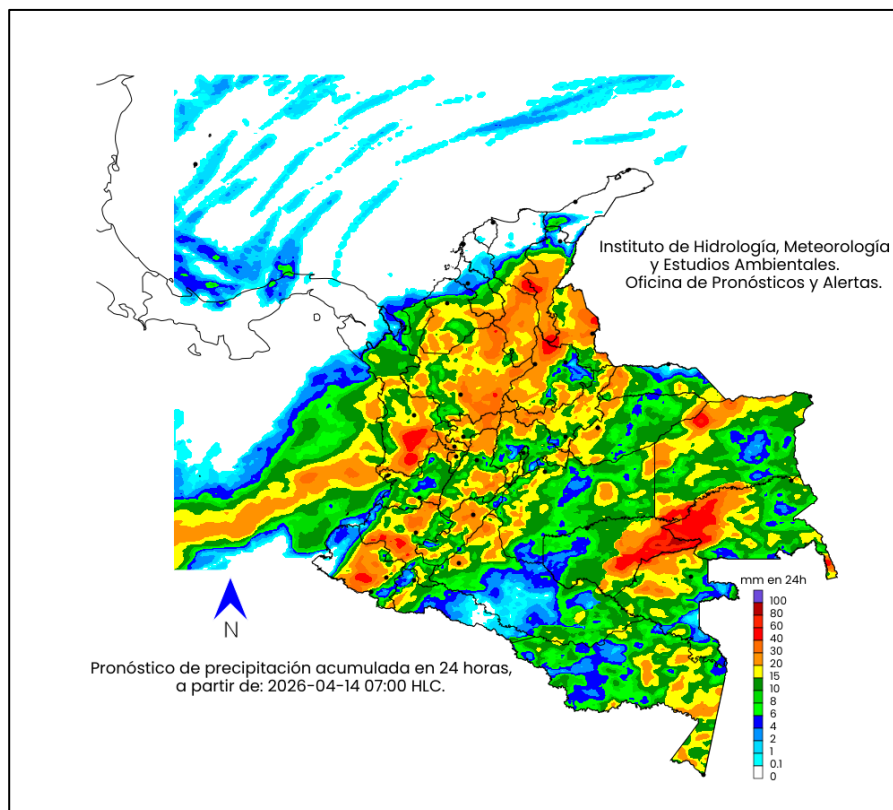 Instituto de Hidrología, Meteorología
y Estudios Ambientales.
Oficina de Pronósticos y Alertas.
mm en 24h
100
80
60
40
30
20
15
10
8
6
4
2
1
0.1
0
N
Pronóstico de precipitación acumulada en 24 horas,
a partir de: 2026-04-14 07:00 HLC.